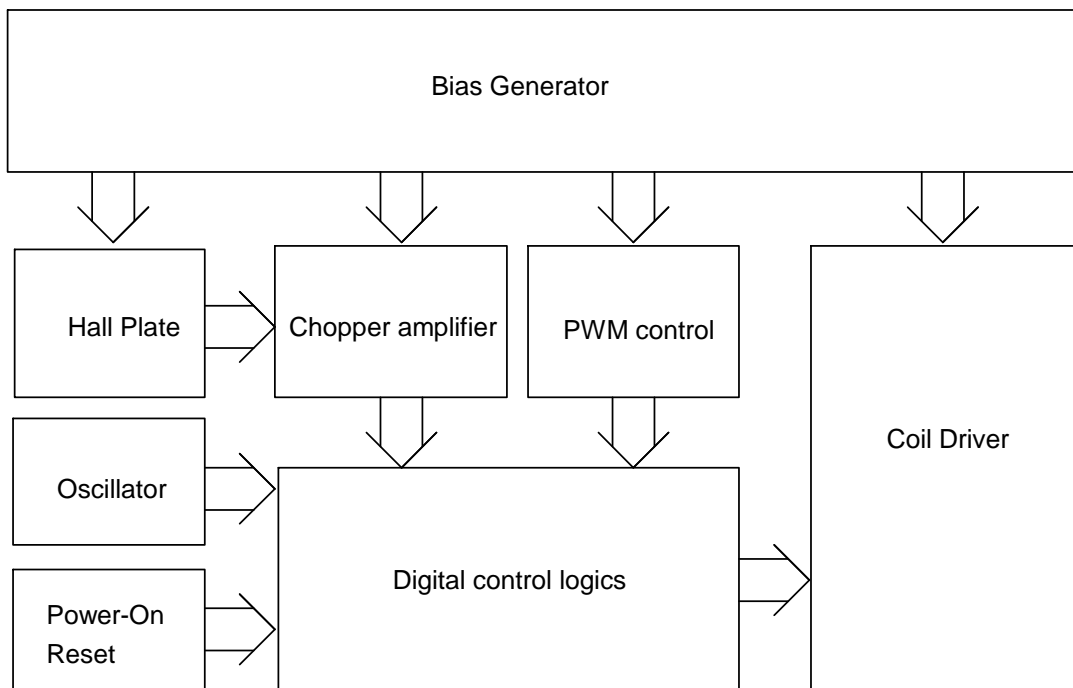 Bias Generator
Hall Plate
Chopper amplifier
PWM control
Coil Driver
Oscillator
Digital control logics
Power-On
Reset